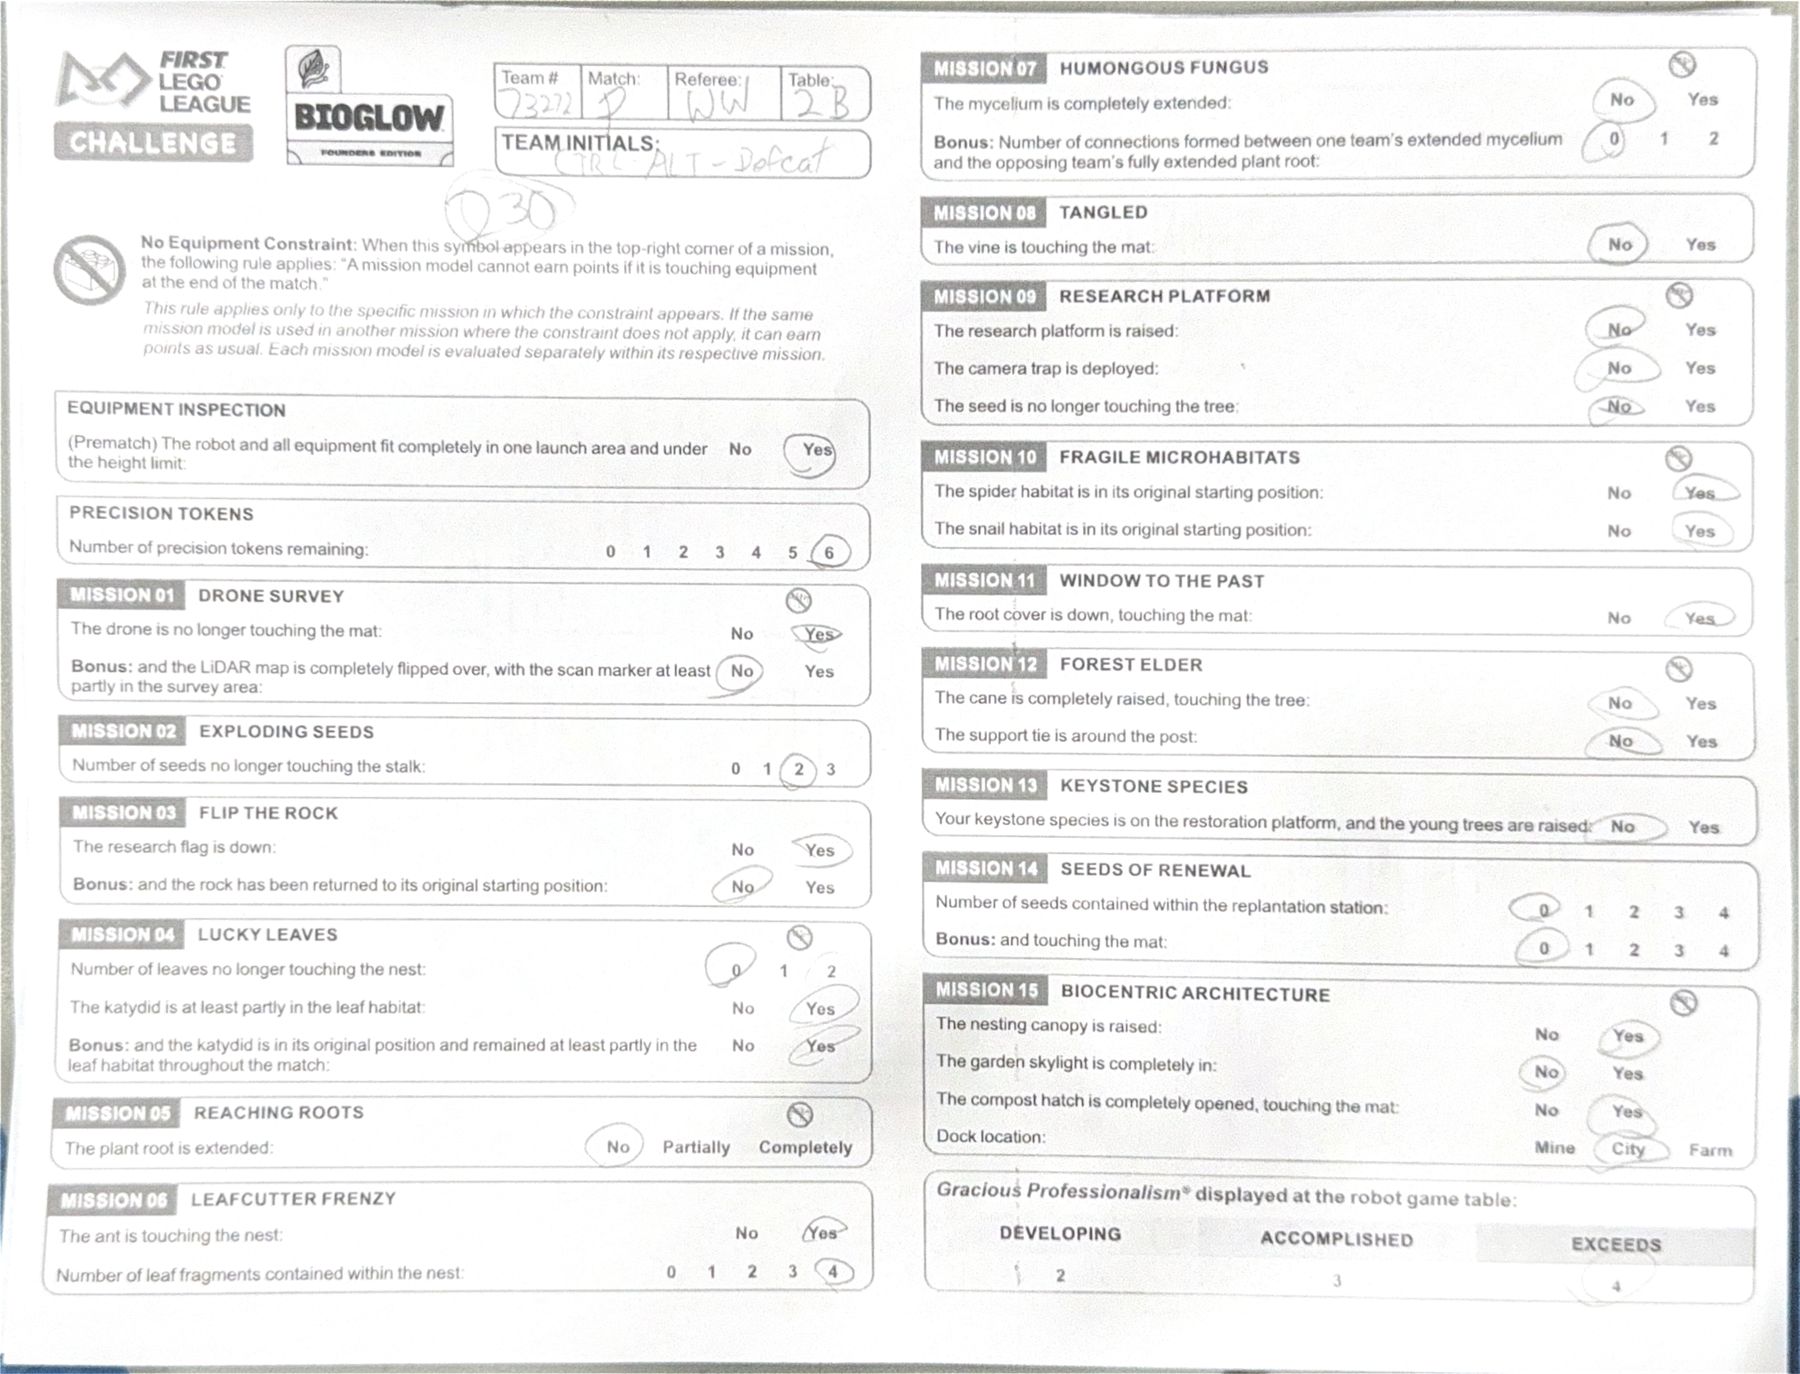 FIRST
LEGO
LEAGUE
CHALLENGE
BIOGLOW
FOUNDERS EDITION
Team # Match: Referee: Table:
73272 P WW 2B
TEAM INITIALS:
CTRL-ALT-Defeat
230
No Equipment Constraint: When this symbol appears in the top-right corner of a mission,
the following rule applies: "A mission model cannot earn points if it is touching equipment
at the end of the match."
This rule applies only to the specific mission in which the constraint appears. If the same
mission model is used in another mission where the constraint does not apply, it can earn
points as usual. Each mission model is evaluated separately within its respective mission.
EQUIPMENT INSPECTION
(Prematch) The robot and all equipment fit completely in one launch area and under No Yes
the height limit:
PRECISION TOKENS
Number of precision tokens remaining: 0 1 2 3 4 5 6
MISSION 01 DRONE SURVEY
The drone is no longer touching the mat: No Yes
Bonus: and the LiDAR map is completely flipped over, with the scan marker at least No Yes
partly in the survey area:
MISSION 02 EXPLODING SEEDS
Number of seeds no longer touching the stalk: 0 1 2 3
MISSION 03 FLIP THE ROCK
The research flag is down: No Yes
Bonus: and the rock has been returned to its original starting position: No Yes
MISSION 04 LUCKY LEAVES
Number of leaves no longer touching the nest: 0 1 2
The katydid is at least partly in the leaf habitat: No Yes
Bonus: and the katydid is in its original position and remained at least partly in the No Yes
leaf habitat throughout the match:
MISSION 05 REACHING ROOTS
The plant root is extended: No Partially Completely
MISSION 06 LEAFCUTTER FRENZY
The ant is touching the nest: No Yes
Number of leaf fragments contained within the nest: 0 1 2 3 4
MISSION 07 HUMONGOUS FUNGUS
The mycelium is completely extended: No Yes
Bonus: Number of connections formed between one team's extended mycelium 0 1 2
and the opposing team's fully extended plant root:
MISSION 08 TANGLED
The vine is touching the mat: No Yes
MISSION 09 RESEARCH PLATFORM
The research platform is raised: No Yes
The camera trap is deployed: No Yes
The seed is no longer touching the tree: No Yes
MISSION 10 FRAGILE MICROHABITATS
The spider habitat is in its original starting position: No Yes
The snail habitat is in its original starting position: No Yes
MISSION 11 WINDOW TO THE PAST
The root cover is down, touching the mat: No Yes
MISSION 12 FOREST ELDER
The cane is completely raised, touching the tree: No Yes
The support tie is around the post: No Yes
MISSION 13 KEYSTONE SPECIES
Your keystone species is on the restoration platform, and the young trees are raised: No Yes
MISSION 14 SEEDS OF RENEWAL
Number of seeds contained within the replantation station: 0 1 2 3 4
Bonus: and touching the mat: 0 1 2 3 4
MISSION 15 BIOCENTRIC ARCHITECTURE
The nesting canopy is raised: No Yes
The garden skylight is completely in: No Yes
The compost hatch is completely opened, touching the mat: No Yes
Dock location: Mine City Farm
Gracious Professionalism® displayed at the robot game table:
DEVELOPING ACCOMPLISHED EXCEEDS
2 3 4